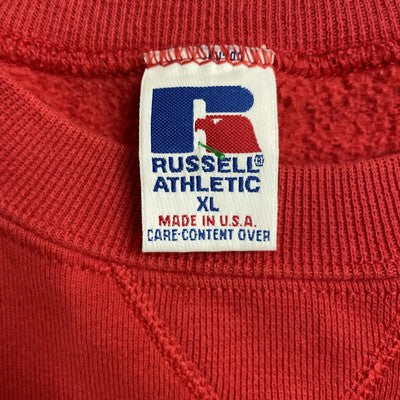 RUSSELL®
ATHLETIC
XL
MADE IN U.S.A.
CARE-CONTENT OVER